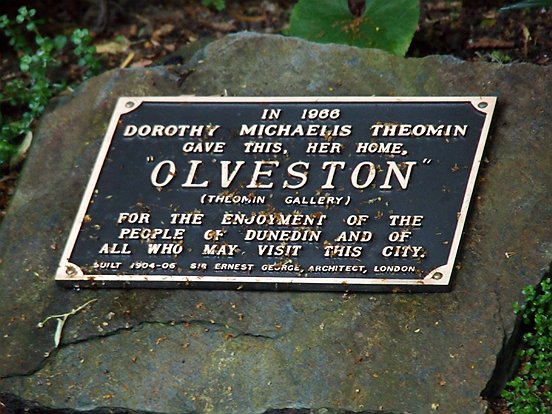 IN 1966
DOROTHY MICHAELIS THEOMIN
GAVE THIS, HER HOME,
"OLVESTON"
(THEOMIN GALLERY)
FOR THE ENJOYMENT OF THE
PEOPLE OF DUNEDIN AND OF
ALL WHO MAY VISIT THIS CITY.
BUILT 1904-06 SIR ERNEST GEORGE, ARCHITECT, LONDON.